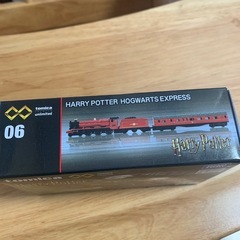 tomica
unlimited
06
HARRY POTTER HOGWARTS EXPRESS
Harry Potter